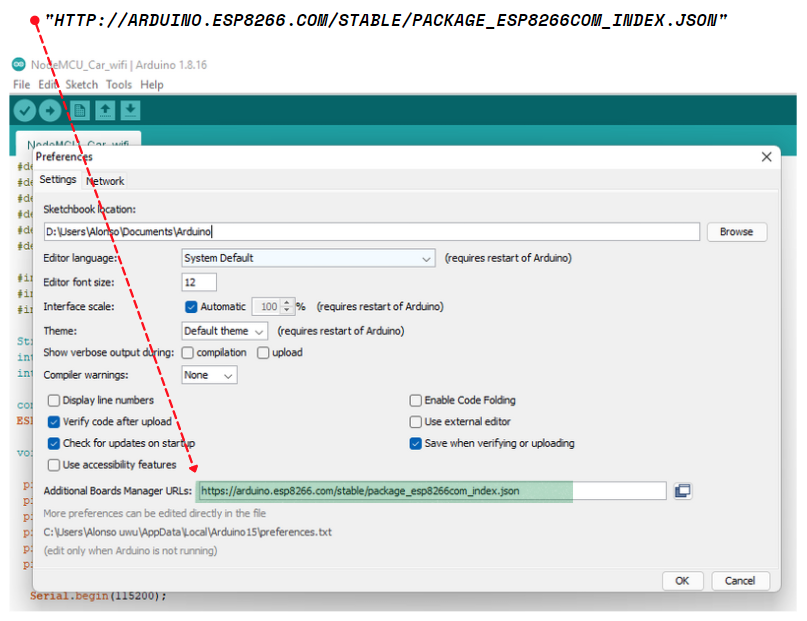 "HTTP://ARDUINO.ESP8266.COM/STABLE/PACKAGE_ESP8266COM_INDEX.JSON"
NodeMCU_Car_wifi | Arduino 1.8.16
File Edit Sketch Tools Help
NodeMCU_Car_wifi
Preferences
Settings Network
Sketchbook location:
D:\Users\Alonso\Documents\Arduino Browse
Editor language: System Default (requires restart of Arduino)
Editor font size: 12
Interface scale: Automatic 100 % (requires restart of Arduino)
Theme: Default theme (requires restart of Arduino)
Show verbose output during: compilation upload
Compiler warnings: None
Display line numbers Enable Code Folding
Verify code after upload Use external editor
Check for updates on startup Save when verifying or uploading
Use accessibility features
Additional Boards Manager URLs: https://arduino.esp8266.com/stable/package_esp8266com_index.json
More preferences can be edited directly in the file
C:\Users\Alonso uwu\AppData\Local\Arduino15\preferences.txt
(edit only when Arduino is not running)
OK Cancel
Serial.begin(115200);